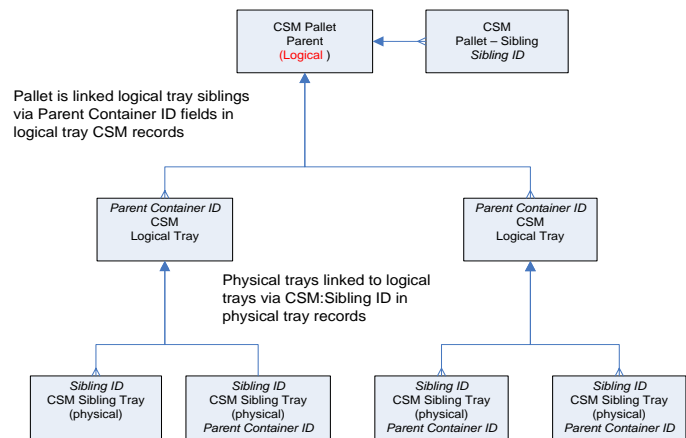 CSM Pallet
Parent
(Logical )
CSM
Pallet – Sibling
Sibling ID
Pallet is linked logical tray siblings
via Parent Container ID fields in
logical tray CSM records
Parent Container ID
CSM
Logical Tray
Parent Container ID
CSM
Logical Tray
Physical trays linked to logical
trays via CSM:Sibling ID in
physical tray records
Sibling ID
CSM Sibling Tray
(physical)
Sibling ID
CSM Sibling Tray
(physical)
Parent Container ID
Sibling ID
CSM Sibling Tray
(physical)
Parent Container ID
Sibling ID
CSM Sibling Tray
(physical)
Parent Container ID